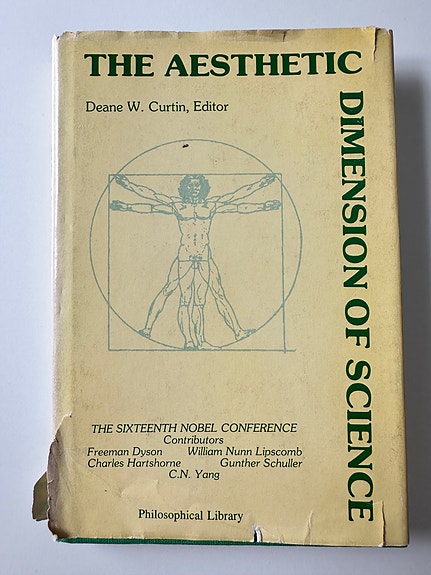 THE AESTHETIC
DIMENSION OF SCIENCE
Deane W. Curtin, Editor
THE SIXTEENTH NOBEL CONFERENCE
Contributors
Freeman Dyson William Nunn Lipscomb
Charles Hartshorne Gunther Schuller
C.N. Yang
Philosophical Library